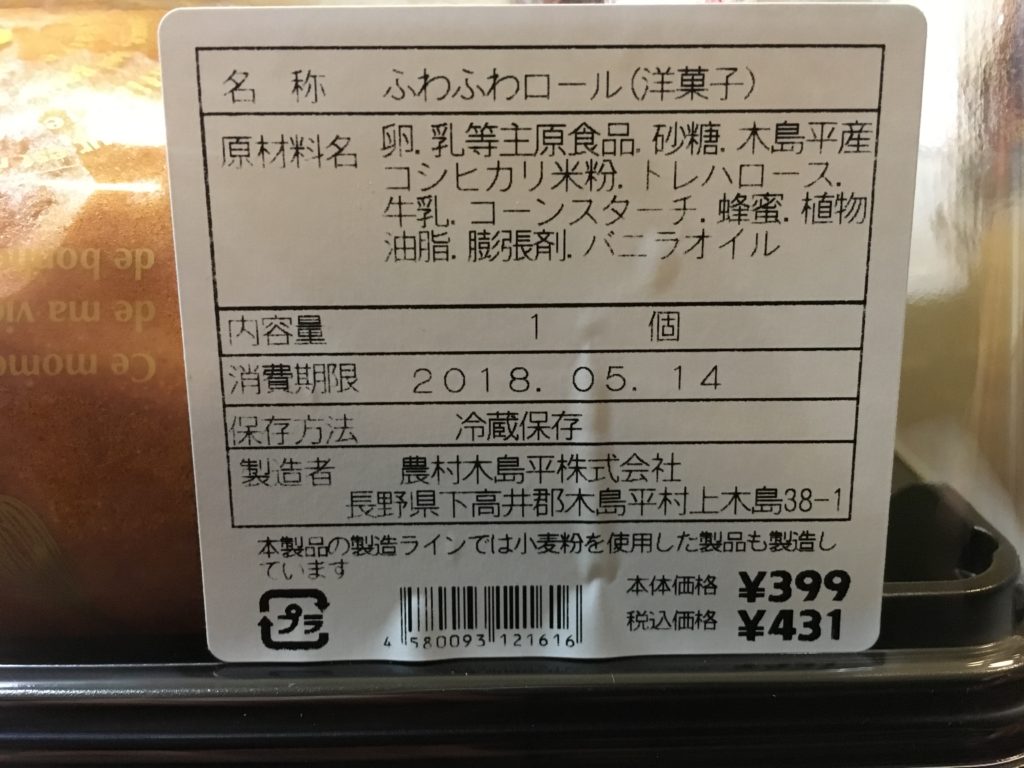 名 称 ふわふわロール(洋菓子)
原材料名 卵. 乳等主原食品. 砂糖. 木島平産
コシヒカリ米粉. トレハロース.
牛乳. コーンスターチ. 蜂蜜. 植物
油脂. 膨張剤. バニラオイル
内容量 1 個
消費期限 2018. 05. 14
保存方法 冷蔵保存
製造者 農村木島平株式会社
長野県下高井郡木島平村上木島38-1
本製品の製造ラインでは小麦粉を使用した製品も製造し
ています
本体価格 ¥399
税込価格 ¥431
プラ
4 580093 121616
Ce mome
de ma vie
de bonh